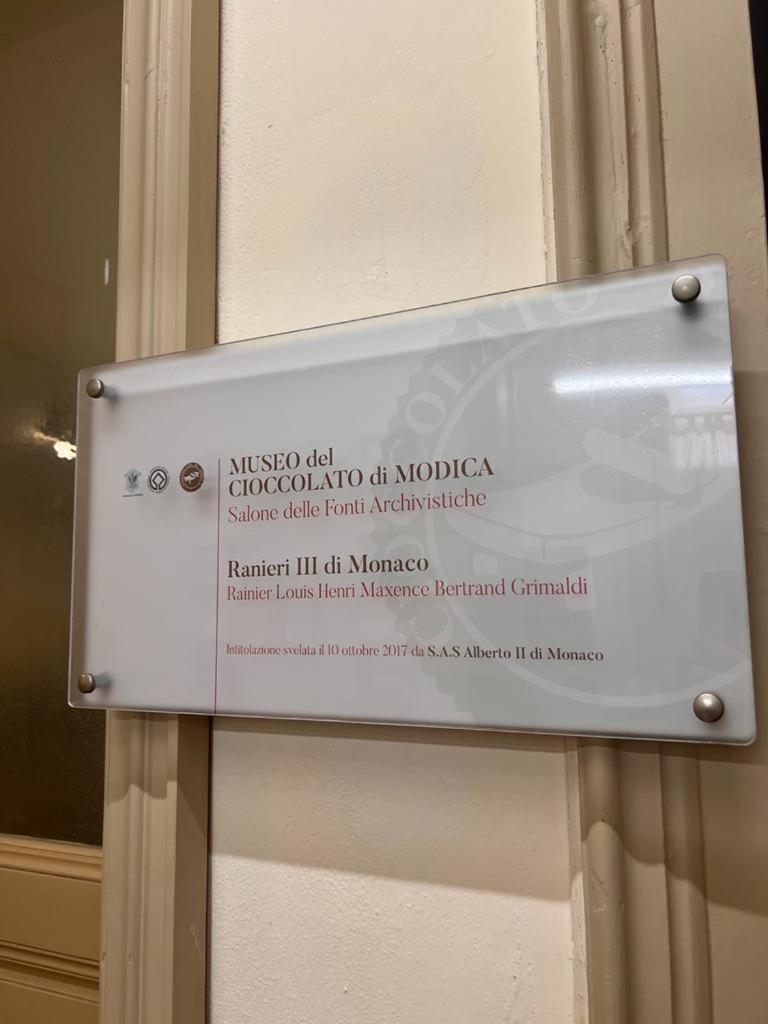 MUSEO del
CIOCCOLATO di MODICA
Salone delle Fonti Archivistiche
Ranieri III di Monaco
Rainier Louis Henri Maxence Bertrand Grimaldi
Intitolazione svelata il 10 ottobre 2017 da S.A.S Alberto II di Monaco
CIOCCOLATO